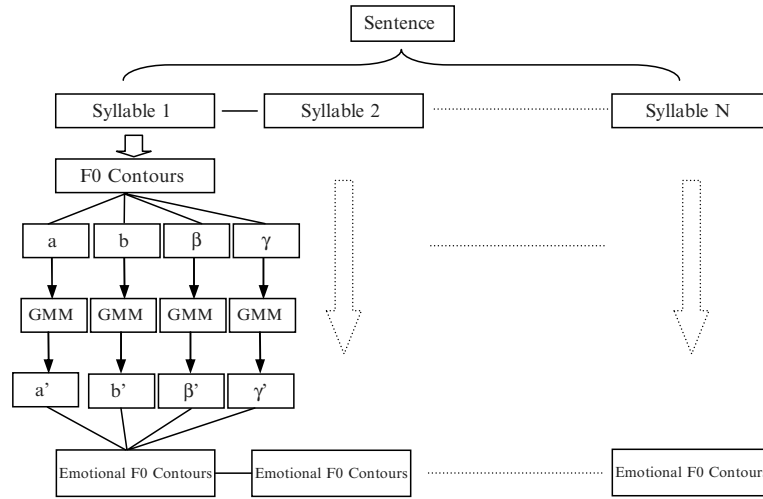 Sentence
Syllable 1
Syllable 2
Syllable N
F0 Contours
a
b
β
γ
GMM
GMM
GMM
GMM
a’
b’
β’
γ’
Emotional F0 Contours
Emotional F0 Contours
Emotional F0 Contours